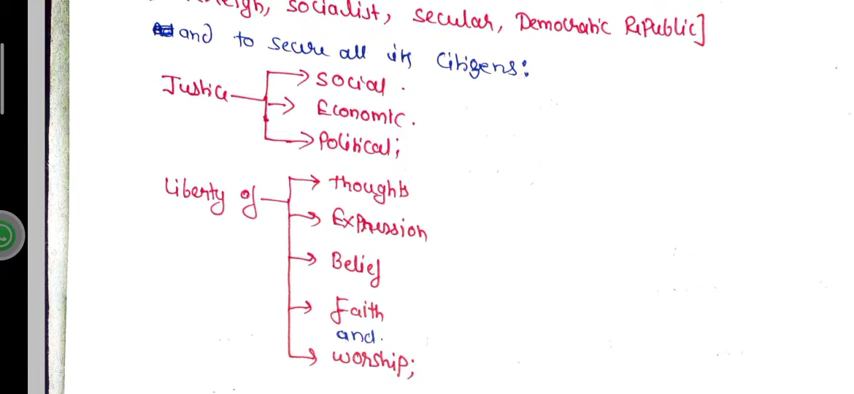 socialist, secular, Democratic Republic]
and to secure all its Citizens:
Justice
Social.
Economic.
Political;
Liberty of
thoughts
Expression
Belief
Faith
and.
worship;